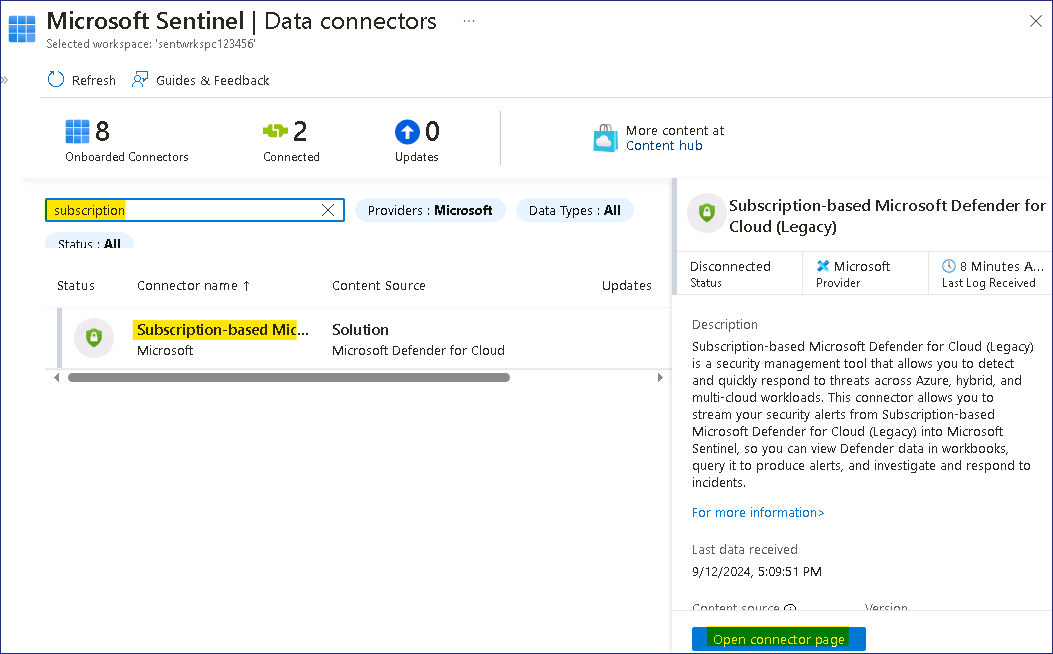 Microsoft Sentinel | Data connectors ...
Selected workspace: 'sentwrkspc123456'
Refresh Guides & Feedback
8 Onboarded Connectors
2 Connected
0 Updates
More content at
Content hub
subscription
Providers : Microsoft
Data Types : All
Status : All
Status Connector name ↑ Content Source Updates
Subscription-based Mic... Solution
Microsoft Microsoft Defender for Cloud
Subscription-based Microsoft Defender for
Cloud (Legacy)
Disconnected Microsoft 8 Minutes A...
Status Provider Last Log Received
Description
Subscription-based Microsoft Defender for Cloud (Legacy)
is a security management tool that allows you to detect
and quickly respond to threats across Azure, hybrid, and
multi-cloud workloads. This connector allows you to
stream your security alerts from Subscription-based
Microsoft Defender for Cloud (Legacy) into Microsoft
Sentinel, so you can view Defender data in workbooks,
query it to produce alerts, and investigate and respond to
incidents.
For more information>
Last data received
9/12/2024, 5:09:51 PM
Content source Version
Open connector page